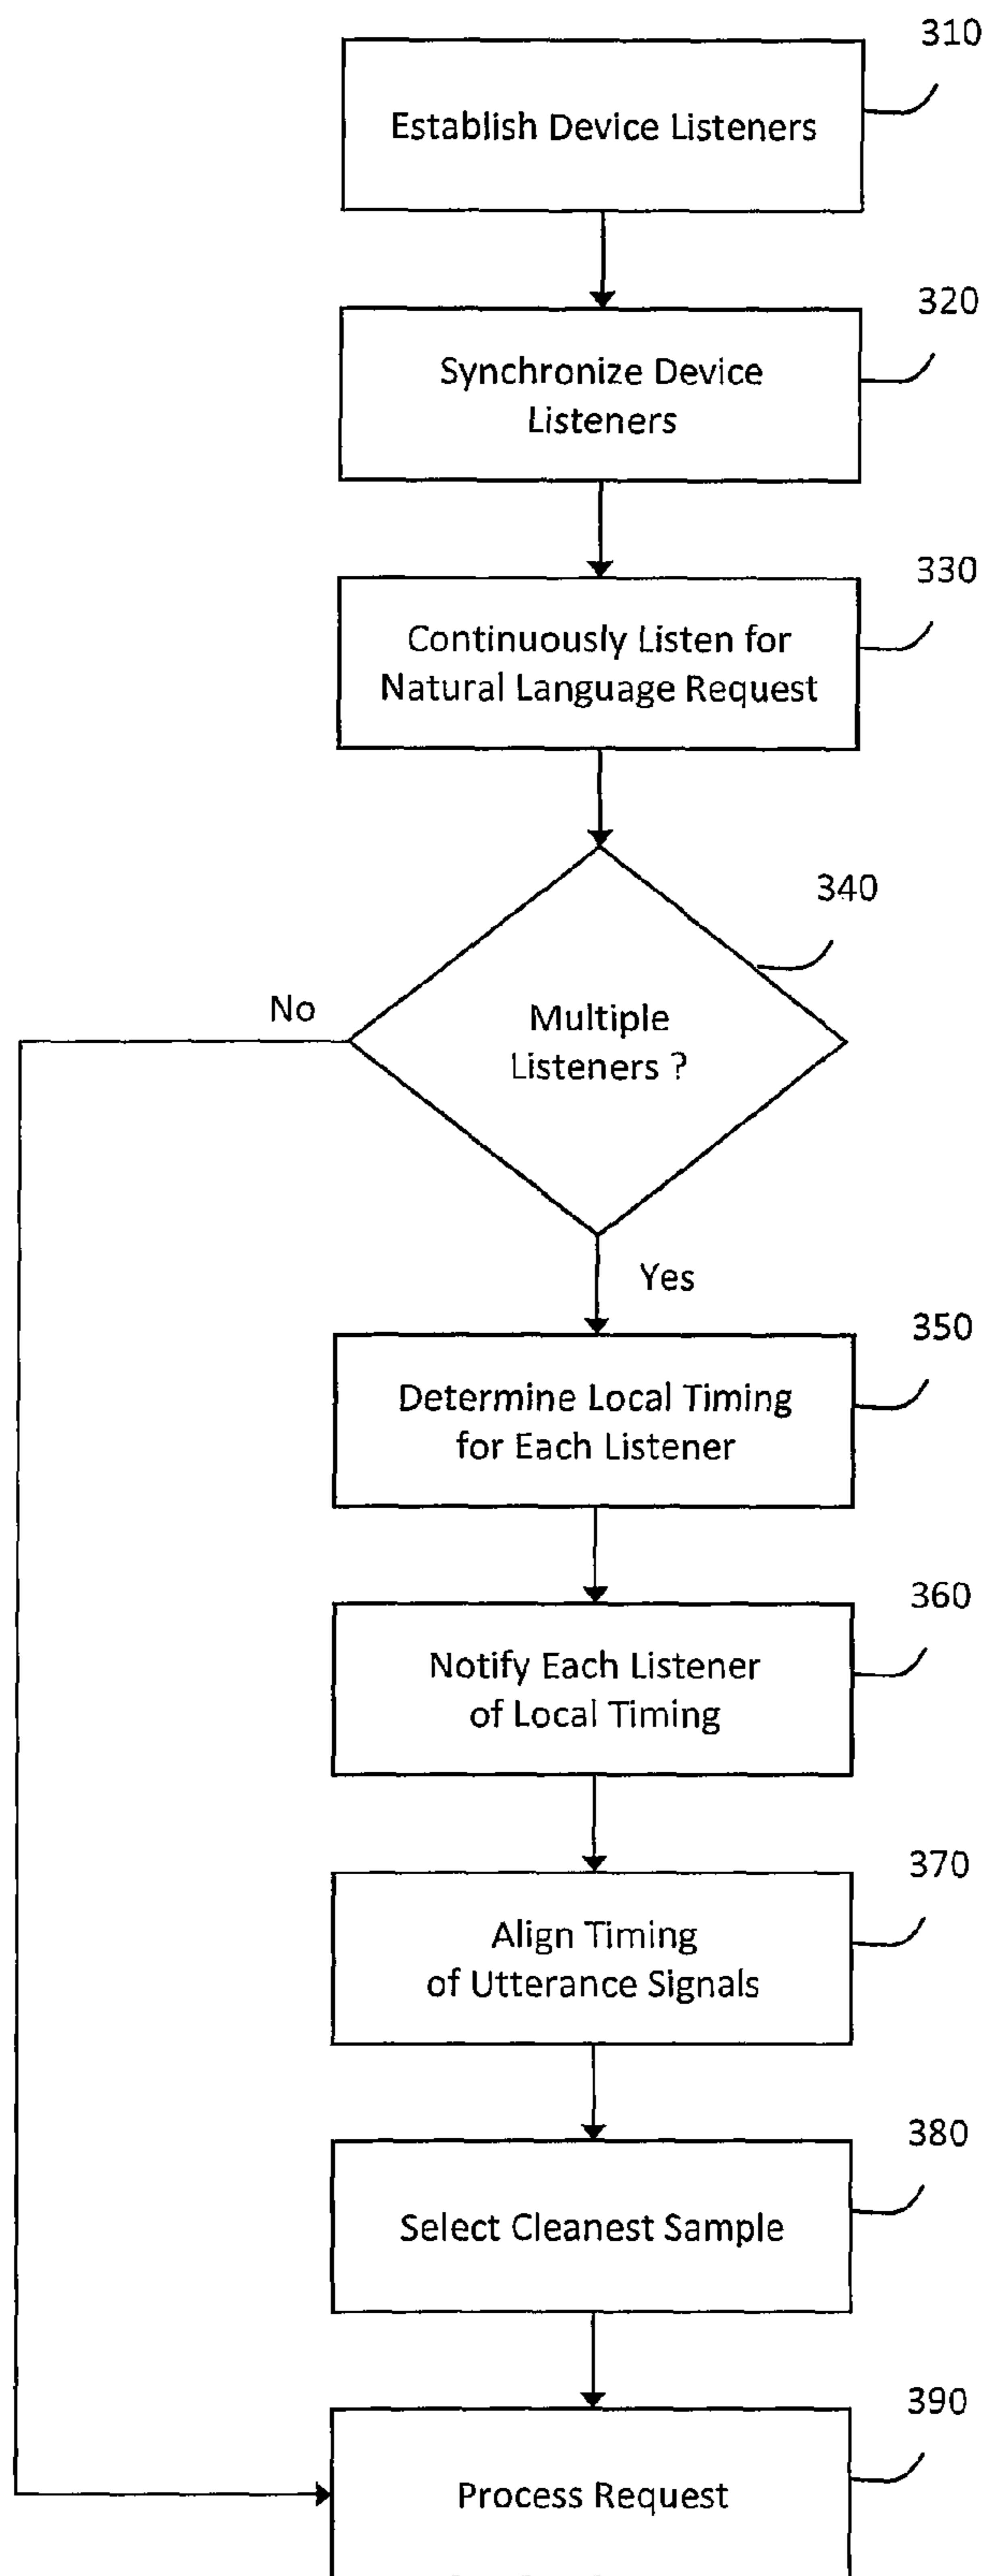 310
Establish Device Listeners
320
Synchronize Device
Listeners
330
Continuously Listen for
Natural Language Request
340
No
Multiple
Listeners ?
Yes
350
Determine Local Timing
for Each Listener
360
Notify Each Listener
of Local Timing
370
Align Timing
of Utterance Signals
380
Select Cleanest Sample
390
Process Request